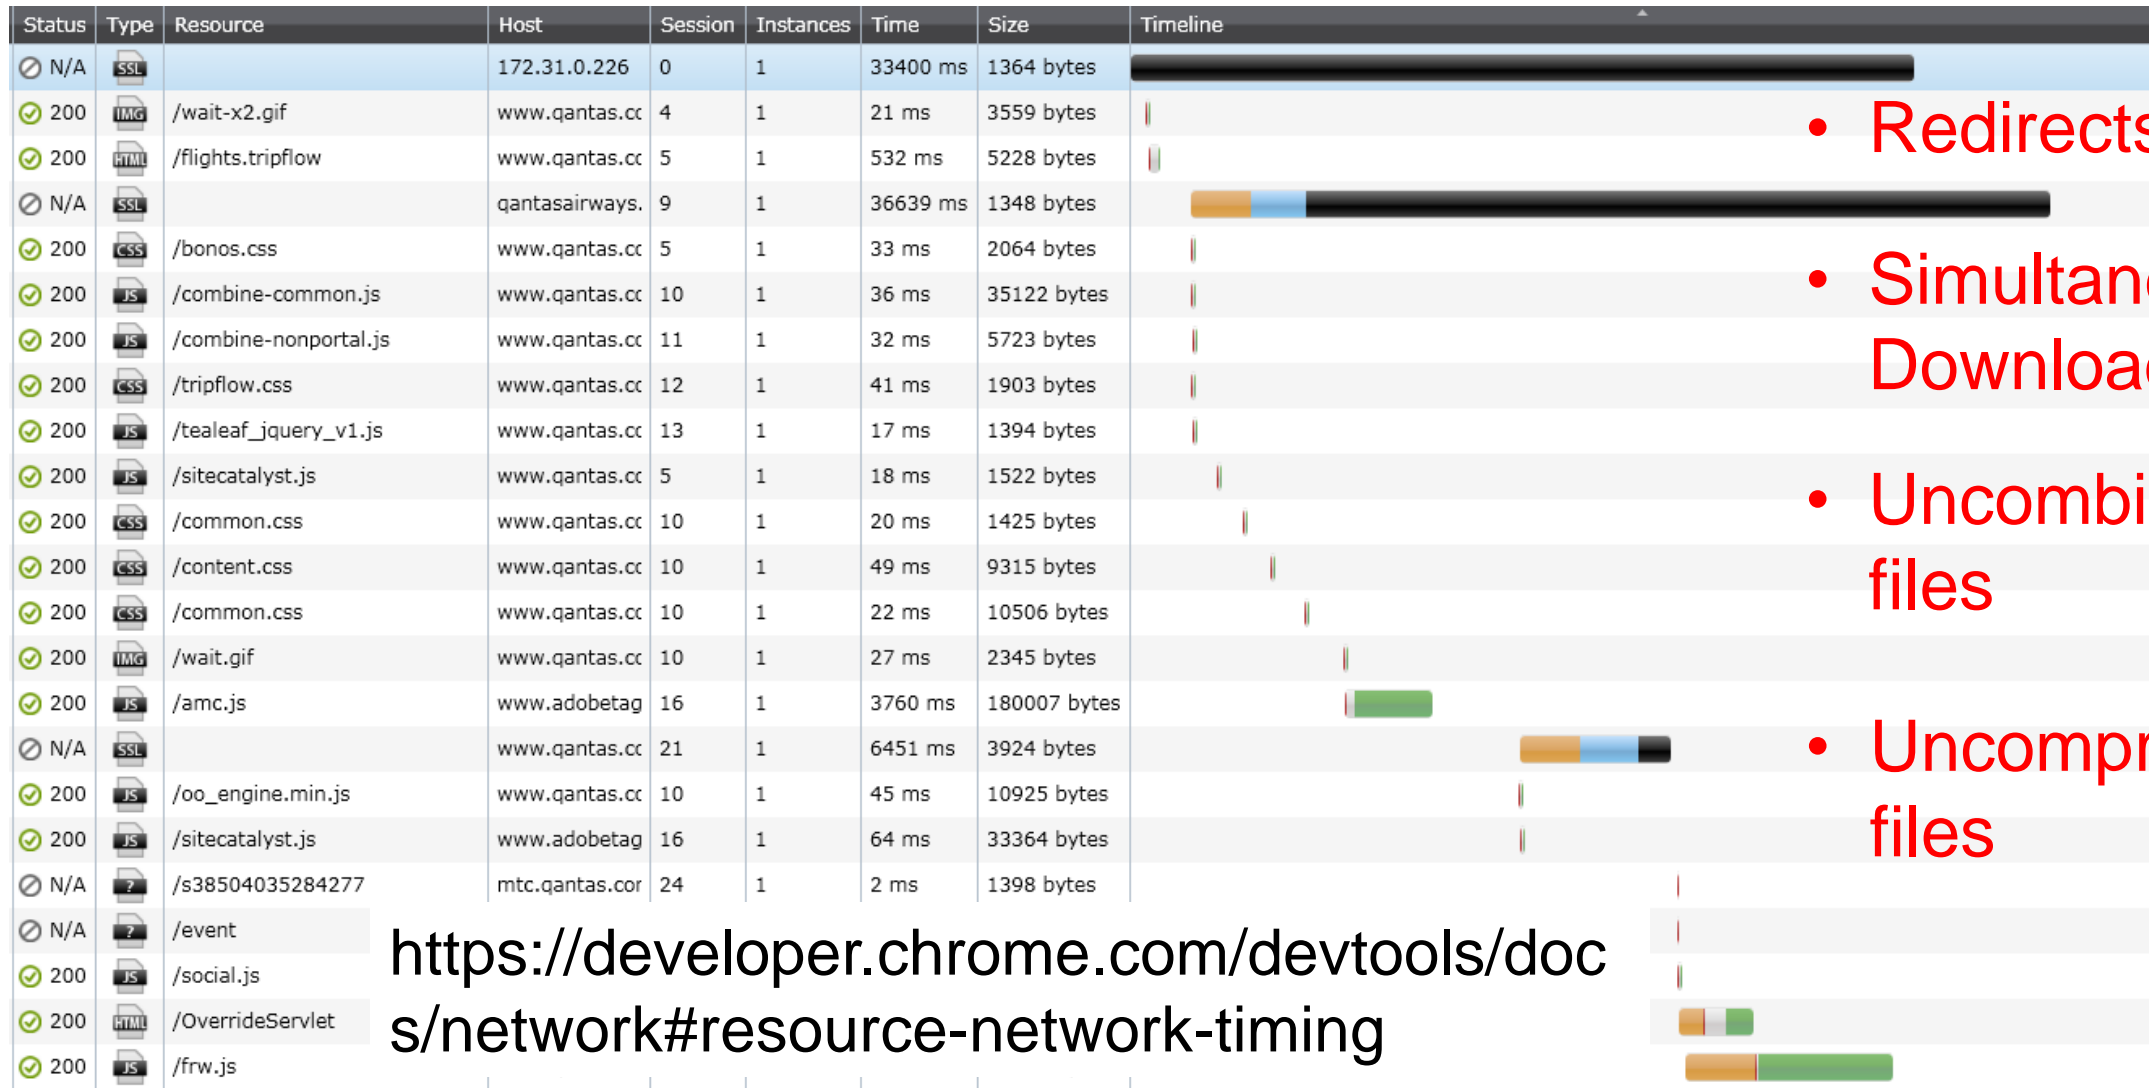 Status Type Resource Host Session Instances Time Size Timeline
N/A SSL 172.31.0.226 0 1 33400 ms 1364 bytes
200 IMG /wait-x2.gif www.qantas.cc 4 1 21 ms 3559 bytes
• Redirects
200 HTML /flights.tripflow www.qantas.cc 5 1 532 ms 5228 bytes
N/A SSL qantasairways. 9 1 36639 ms 1348 bytes
200 CSS /bonos.css www.qantas.cc 5 1 33 ms 2064 bytes
• Simultan
200 JS /combine-common.js www.qantas.cc 10 1 36 ms 35122 bytes
200 JS /combine-nonportal.js www.qantas.cc 11 1 32 ms 5723 bytes
Downloa
200 CSS /tripflow.css www.qantas.cc 12 1 41 ms 1903 bytes
200 JS /tealeaf_jquery_v1.js www.qantas.cc 13 1 17 ms 1394 bytes
200 JS /sitecatalyst.js www.qantas.cc 5 1 18 ms 1522 bytes
• Uncombi
200 CSS /common.css www.qantas.cc 10 1 20 ms 1425 bytes
200 CSS /content.css www.qantas.cc 10 1 49 ms 9315 bytes
files
200 CSS /common.css www.qantas.cc 10 1 22 ms 10506 bytes
200 IMG /wait.gif www.qantas.cc 10 1 27 ms 2345 bytes
200 JS /amc.js www.adobetag 16 1 3760 ms 180007 bytes
N/A SSL www.qantas.cc 21 1 6451 ms 3924 bytes
• Uncompr
200 JS /oo_engine.min.js www.qantas.cc 10 1 45 ms 10925 bytes
200 JS /sitecatalyst.js www.adobetag 16 1 64 ms 33364 bytes
files
N/A ? /s38504035284277 mtc.qantas.cor 24 1 2 ms 1398 bytes
N/A ? /event
200 JS /social.js
200 HTML /OverrideServlet
200 JS /frw.js
https://developer.chrome.com/devtools/doc
s/network#resource-network-timing